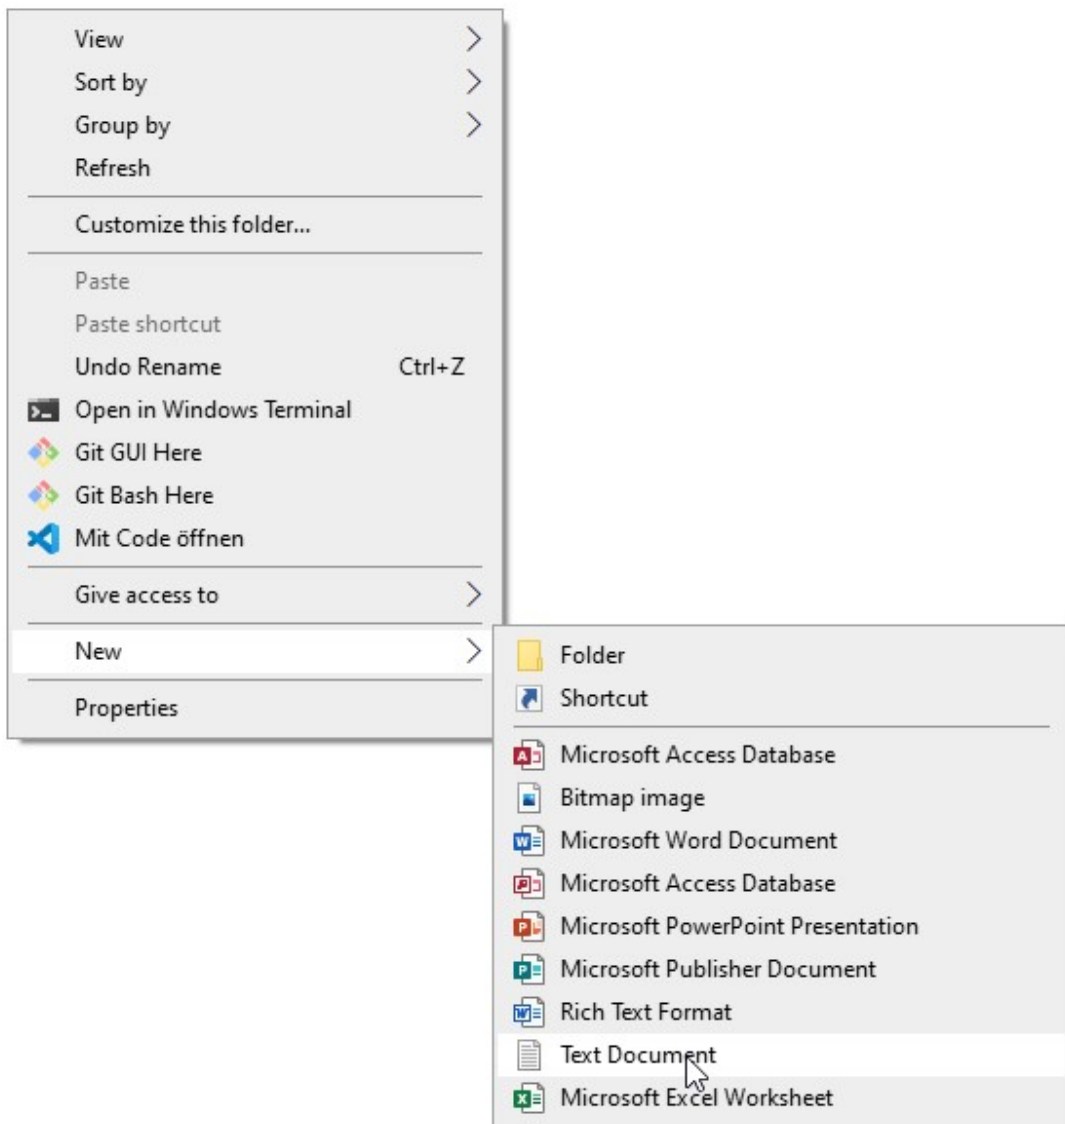 View
Sort by
Group by
Refresh
Customize this folder...
Paste
Paste shortcut
Undo Rename Ctrl+Z
Open in Windows Terminal
Git GUI Here
Git Bash Here
Mit Code öffnen
Give access to
New
Properties
Folder
Shortcut
Microsoft Access Database
Bitmap image
Microsoft Word Document
Microsoft Access Database
Microsoft PowerPoint Presentation
Microsoft Publisher Document
Rich Text Format
Text Document
Microsoft Excel Worksheet